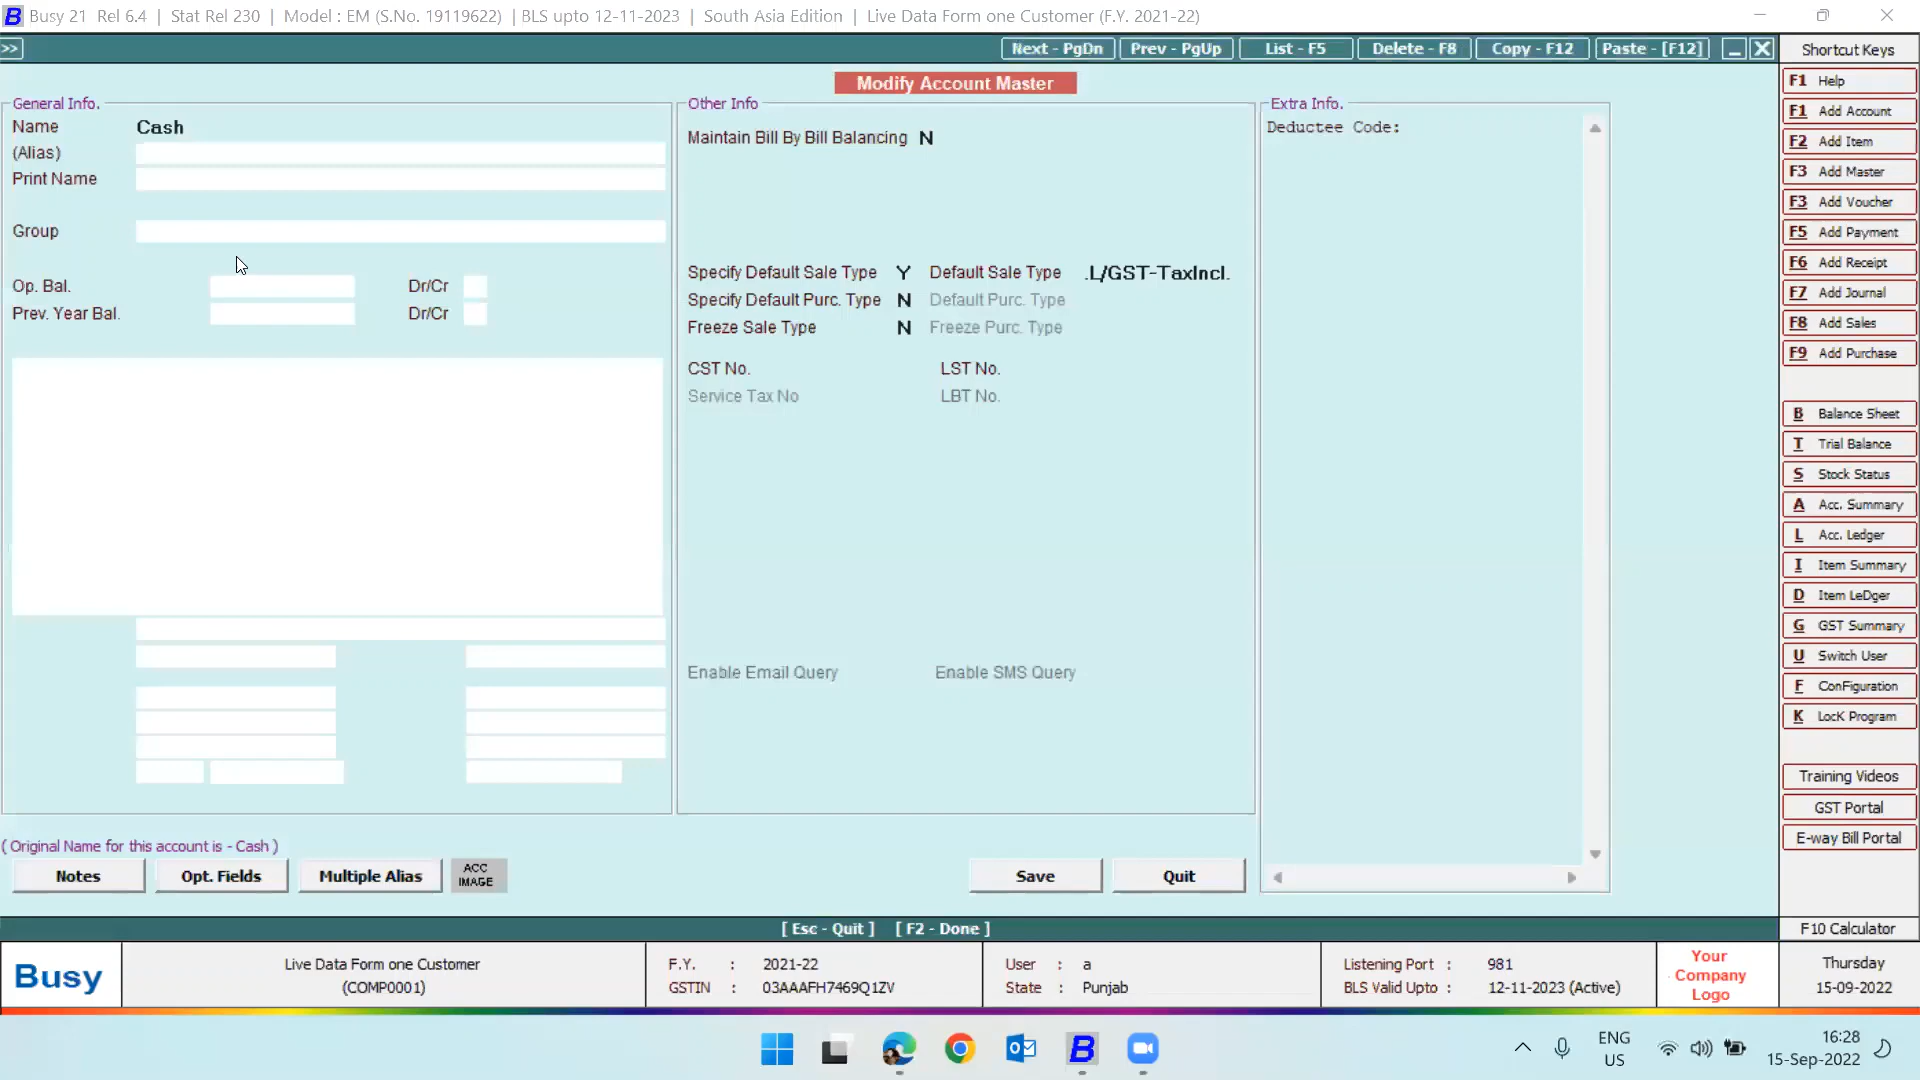 Busy 21 Rel 6.4 | Stat Rel 230 | Model : EM (S.No. 19119622) | BLS upto 12-11-2023 | South Asia Edition | Live Data Form one Customer (F.Y. 2021-22)
>> Next - PgDn Prev - PgUp List - F5 Delete - F8 Copy - F12 Paste - [F12] Shortcut Keys
Modify Account Master
General Info.
Name Cash
(Alias)
Print Name
Group
Op. Bal. Dr/Cr
Prev. Year Bal. Dr/Cr
Other Info
Maintain Bill By Bill Balancing N
Specify Default Sale Type Y Default Sale Type .L/GST-TaxIncl.
Specify Default Purc. Type N Default Purc. Type
Freeze Sale Type N Freeze Purc. Type
CST No. LST No.
Service Tax No LBT No.
Enable Email Query Enable SMS Query
Extra Info.
Deductee Code:
( Original Name for this account is - Cash )
Notes Opt. Fields Multiple Alias ACC IMAGE Save Quit
[ Esc - Quit ] [ F2 - Done ]
F1 Help
F1 Add Account
F2 Add Item
F3 Add Master
F3 Add Voucher
F5 Add Payment
F6 Add Receipt
F7 Add Journal
F8 Add Sales
F9 Add Purchase
B Balance Sheet
T Trial Balance
S Stock Status
A Acc. Summary
L Acc. Ledger
I Item Summary
D Item LeDger
G GST Summary
U Switch User
F ConFiguration
K LocK Program
Training Videos
GST Portal
E-way Bill Portal
F10 Calculator
Busy
Live Data Form one Customer
(COMP0001)
F.Y. : 2021-22
GSTIN : 03AAAFH7469Q1ZV
User : a
State : Punjab
Listening Port : 981
BLS Valid Upto : 12-11-2023 (Active)
Your
Company
Logo
Thursday
15-09-2022
ENG
US
16:28
15-Sep-2022